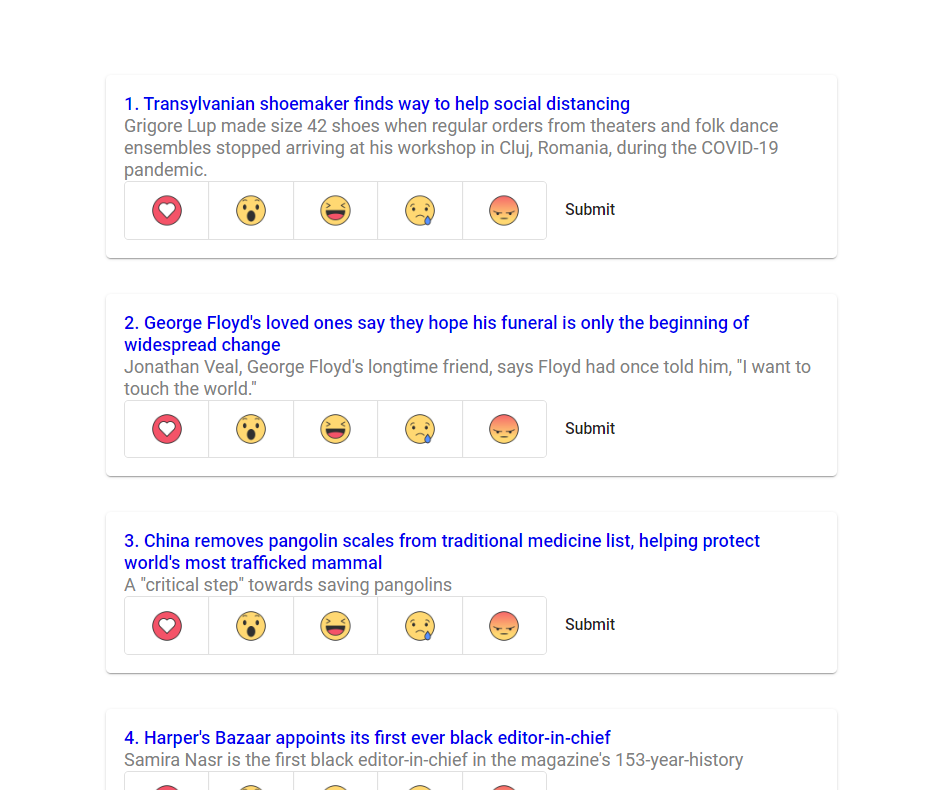 1. Transylvanian shoemaker finds way to help social distancing
Grigore Lup made size 42 shoes when regular orders from theaters and folk dance
ensembles stopped arriving at his workshop in Cluj, Romania, during the COVID-19
pandemic.
Submit
2. George Floyd's loved ones say they hope his funeral is only the beginning of
widespread change
Jonathan Veal, George Floyd's longtime friend, says Floyd had once told him, "I want to
touch the world."
Submit
3. China removes pangolin scales from traditional medicine list, helping protect
world's most trafficked mammal
A "critical step" towards saving pangolins
Submit
4. Harper's Bazaar appoints its first ever black editor-in-chief
Samira Nasr is the first black editor-in-chief in the magazine's 153-year-history